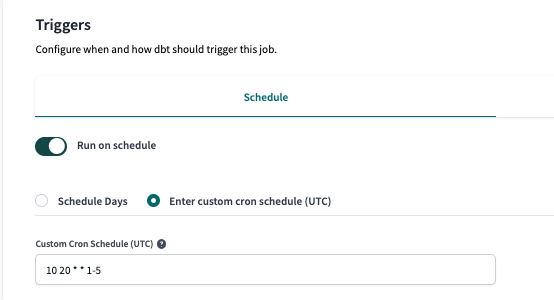 Triggers
Configure when and how dbt should trigger this job.
Schedule
Run on schedule
Schedule Days Enter custom cron schedule (UTC)
Custom Cron Schedule (UTC) ?
10 20 * * 1-5